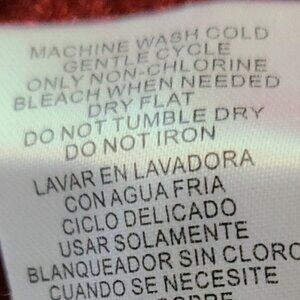 MACHINE WASH COLD
GENTLE CYCLE
ONLY NON-CHLORINE
BLEACH WHEN NEEDED
DRY FLAT
DO NOT TUMBLE DRY
DO NOT IRON
LAVAR EN LAVADORA
CON AGUA FRIA
CICLO DELICADO
USAR SOLAMENTE
BLANQUEADOR SIN CLORO
CUANDO SE NECESITE